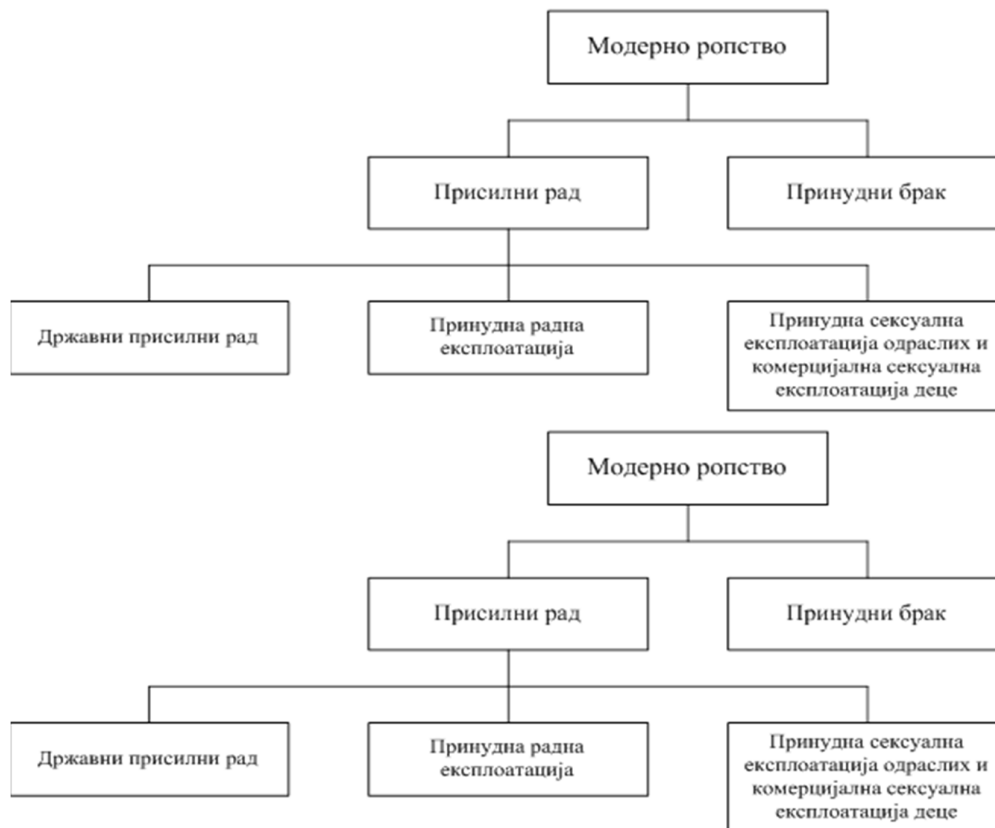 Модерно ропство
Присилни рад
Принудни брак
Државни присилни рад
Принудна радна
експлоатација
Принудна сексуална
експлоатација одраслих и
комерцијална сексуална
експлоатација деце
Модерно ропство
Присилни рад
Принудни брак
Државни присилни рад
Принудна радна
експлоатација
Принудна сексуална
експлоатација одраслих и
комерцијална сексуална
експлоатација деце